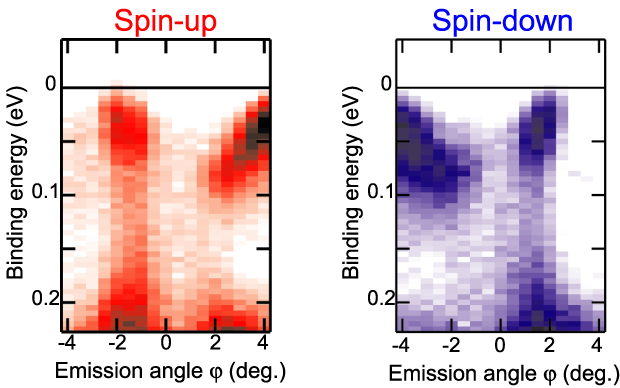 Spin-up
Binding energy (eV)
0
0.1
0.2
-4 -2 0 2 4
Emission angle φ (deg.)
Spin-down
Binding energy (eV)
0
0.1
0.2
-4 -2 0 2 4
Emission angle φ (deg.)